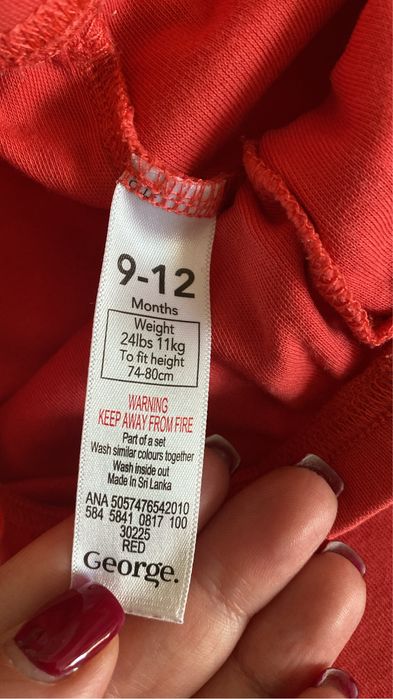 9-12
Months
Weight
24lbs 11kg
To fit height
74-80cm
WARNING
KEEP AWAY FROM FIRE
Part of a set
Wash similar colours together
Wash inside out
Made In Sri Lanka
ANA 5057476542010
584 5841 0817 100
30225
RED
George.